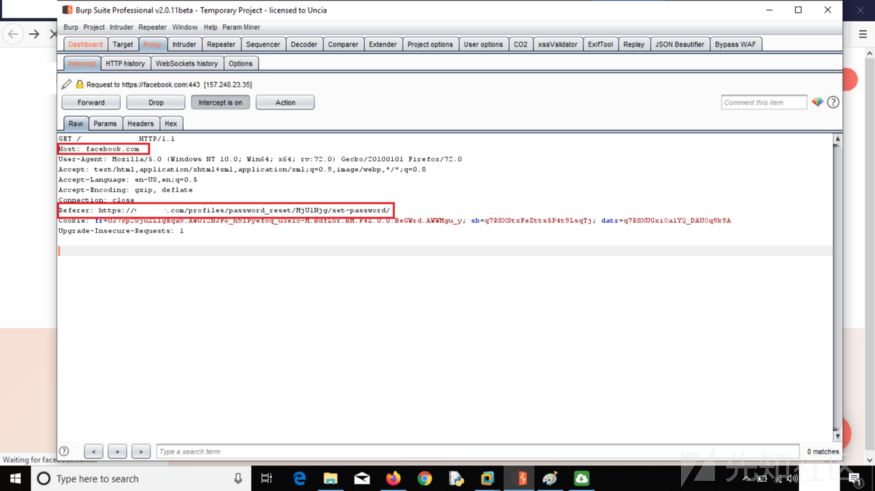 Burp Suite Professional v2.0.11beta - Temporary Project - licensed to Uncia
Burp Project Intruder Repeater Window Help Param Miner
Dashboard Target Proxy Intruder Repeater Sequencer Decoder Comparer Extender Project options User options CO2 xssValidator ExifTool Replay JSON Beautifier Bypass WAF
Intercept HTTP history WebSockets history Options
Request to https://facebook.com:443 [157.240.23.35]
Forward Drop Intercept is on Action Comment this item
Raw Params Headers Hex
GET / HTTP/1.1
Host: facebook.com
User-Agent: Mozilla/5.0 (Windows NT 10.0; Win64; x64; rv:72.0) Gecko/20100101 Firefox/72.0
Accept: text/html,application/xhtml+xml,application/xml;q=0.9,image/webp,*/*;q=0.8
Accept-Language: en-US,en;q=0.5
Accept-Encoding: gzip, deflate
Connection: close
Referer: https:// .com/profiles/password_reset/MjU1Njg/set-password/
Cookie: sb= datr=
Upgrade-Insecure-Requests: 1
< + > Type a search term 0 matches
Waiting for
Type here to search
先知社区